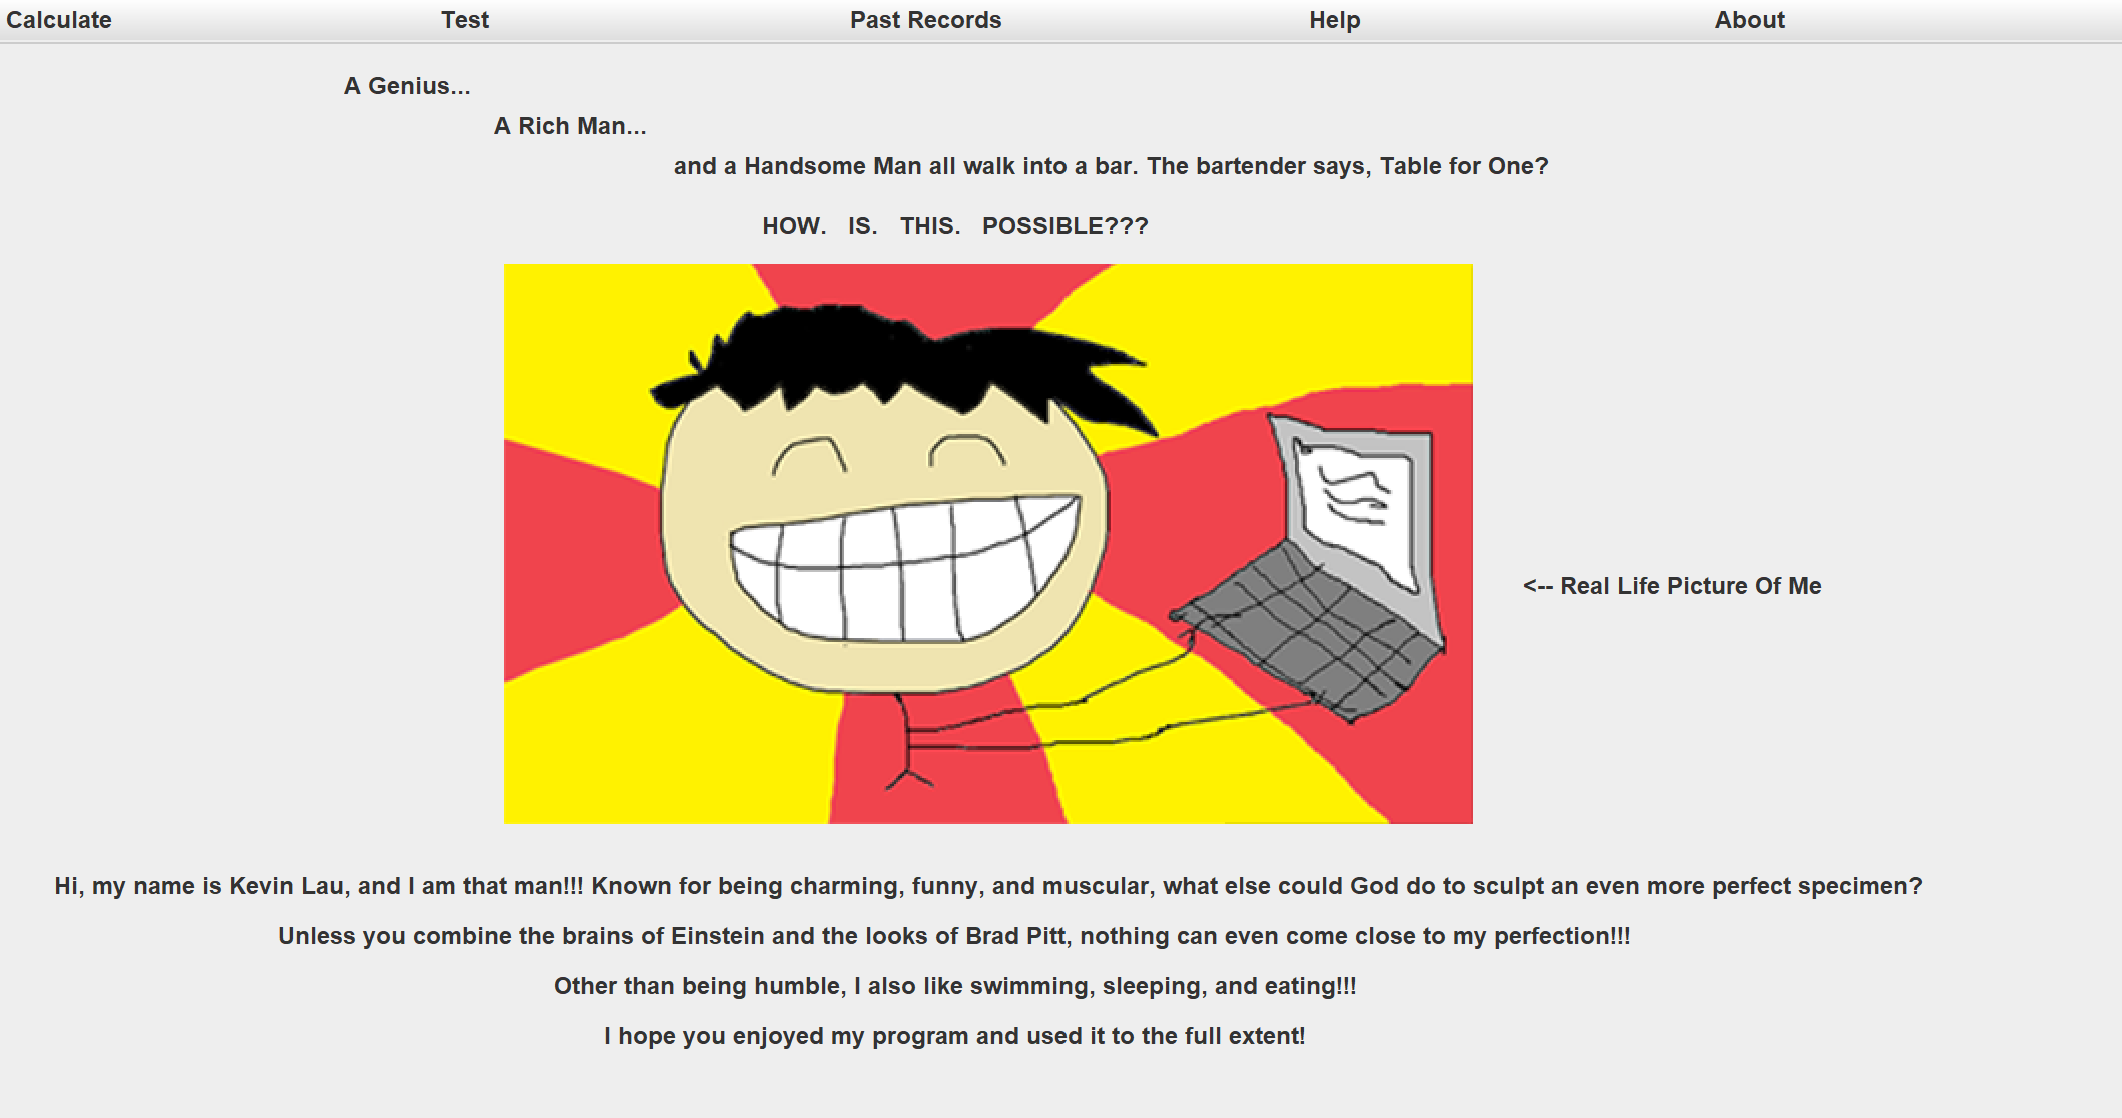 Calculate Test Past Records Help About
A Genius...
A Rich Man...
and a Handsome Man all walk into a bar. The bartender says, Table for One?
HOW. IS. THIS. POSSIBLE???
<-- Real Life Picture Of Me
Hi, my name is Kevin Lau, and I am that man!!! Known for being charming, funny, and muscular, what else could God do to sculpt an even more perfect specimen?
Unless you combine the brains of Einstein and the looks of Brad Pitt, nothing can even come close to my perfection!!!
Other than being humble, I also like swimming, sleeping, and eating!!!
I hope you enjoyed my program and used it to the full extent!